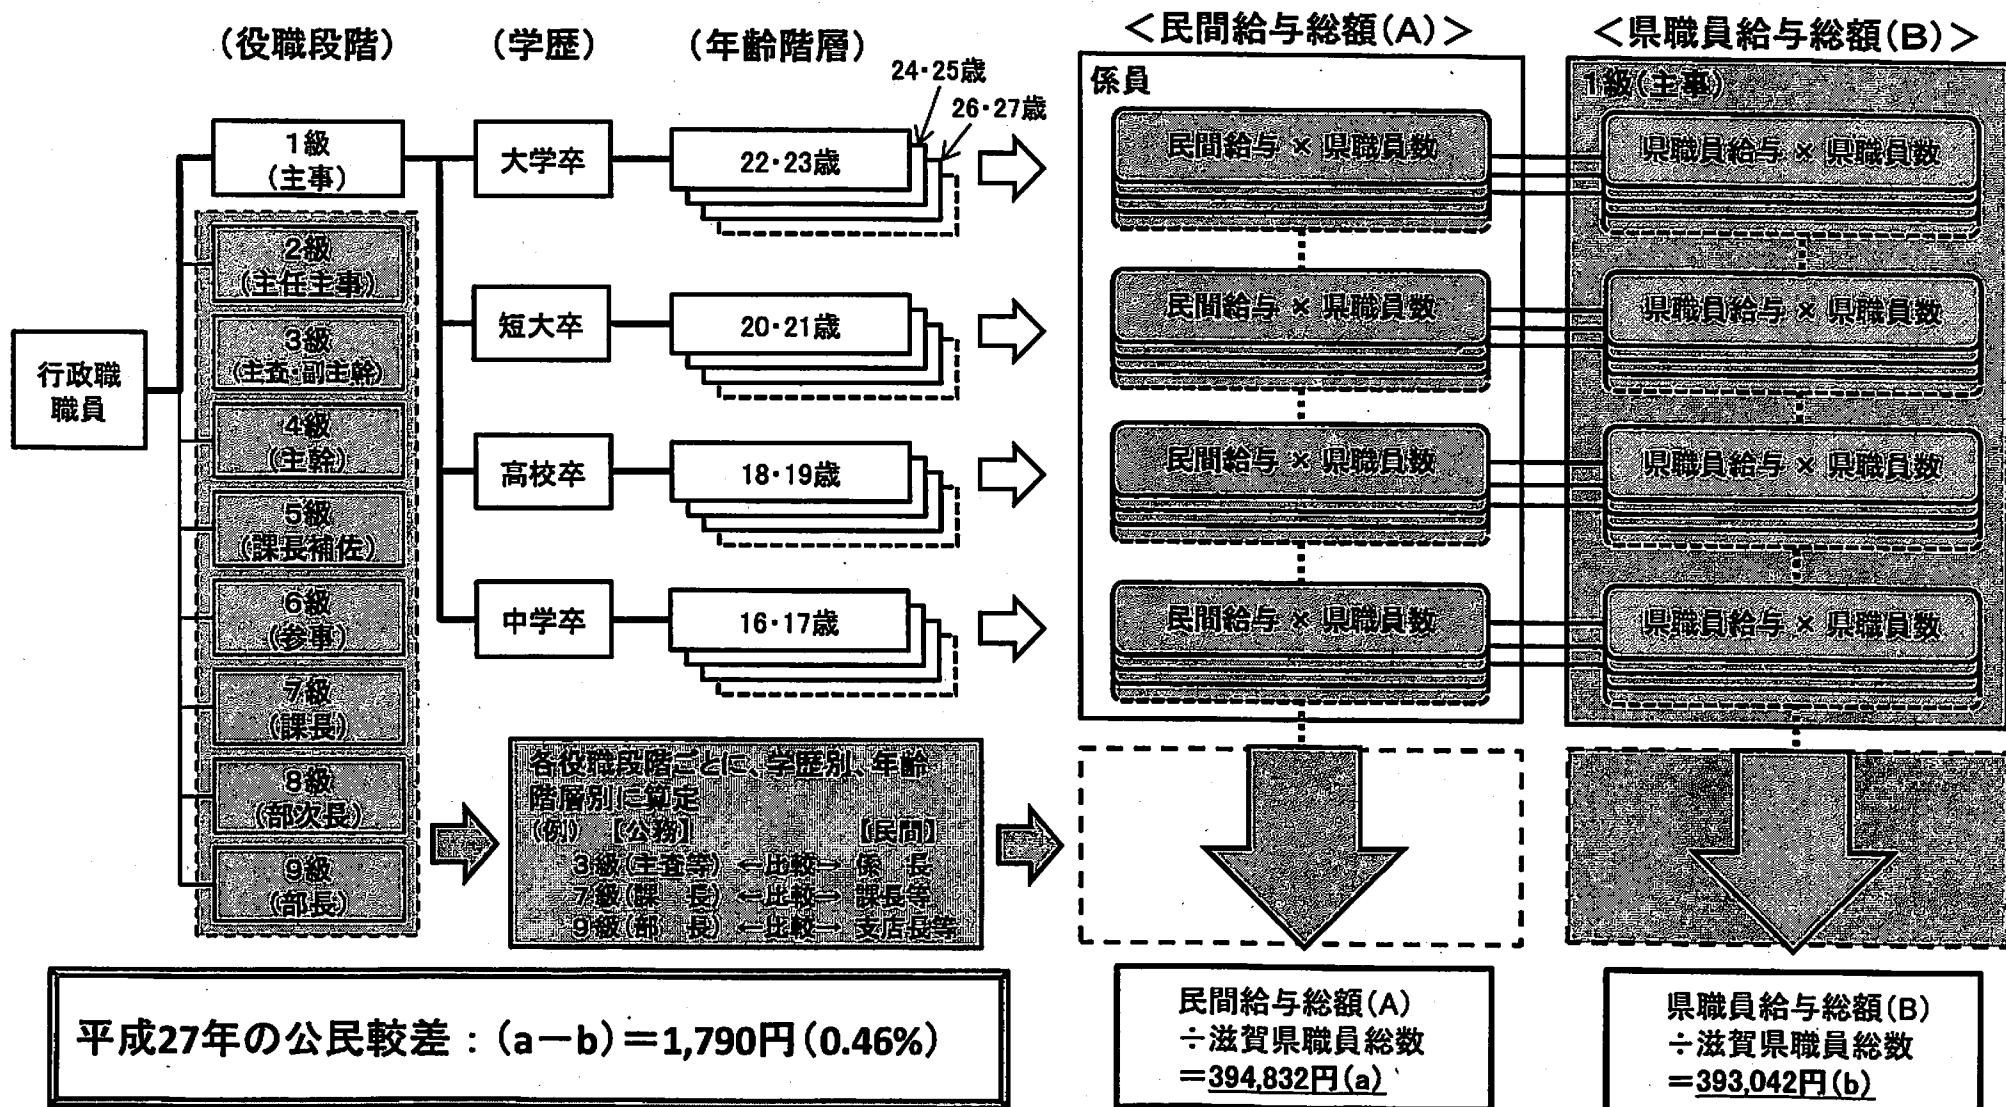 (役職段階)
(学歴)
(年齢階層)
<民間給与総額(A)>
<県職員給与総額(B)>
24・25歳
26・27歳
係員
1級(主事)
行政職
職員
1級
(主事)
2級
(主任主事)
3級
(主査・副主幹)
4級
(主幹)
5級
(課長補佐)
6級
(参事)
7級
(課長)
8級
(部次長)
9級
(部長)
大学卒
22・23歳
民間給与 × 県職員数
県職員給与 × 県職員数
短大卒
20・21歳
民間給与 × 県職員数
県職員給与 × 県職員数
高校卒
18・19歳
民間給与 × 県職員数
県職員給与 × 県職員数
中学卒
16・17歳
民間給与 × 県職員数
県職員給与 × 県職員数
各役職段階ごとに、学歴別、年齢
階層別に算定
(例) 【公務】 【民間】
3級(主査等) ←比較→ 係 長
7級(課 長) ←比較→ 課長等
9級(部 長) ←比較→ 支店長等
平成27年の公民較差:(a-b)=1,790円(0.46%)
民間給与総額(A)
÷滋賀県職員総数
=394,832円(a)
県職員給与総額(B)
÷滋賀県職員総数
=393,042円(b)